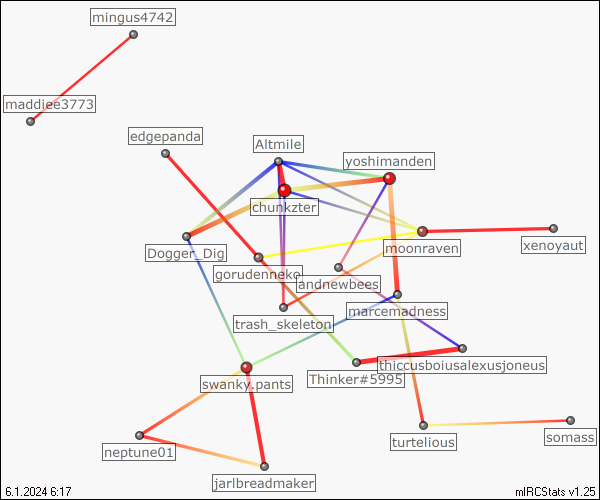 mingus4742
maddiee3773
edgepanda
Altmile
yoshimanden
chunkzter
Dogger_Dig
moonraven
xenoyaut
gorudenneko
andnewbees
trash_skeleton
marcemadness
thiccusboiusalexusjoneus
Thinker#5995
swanky.pants
neptune01
turtelious
somass
jarlbreadmaker
6.1.2024 6:17
mIRCStats v1.25